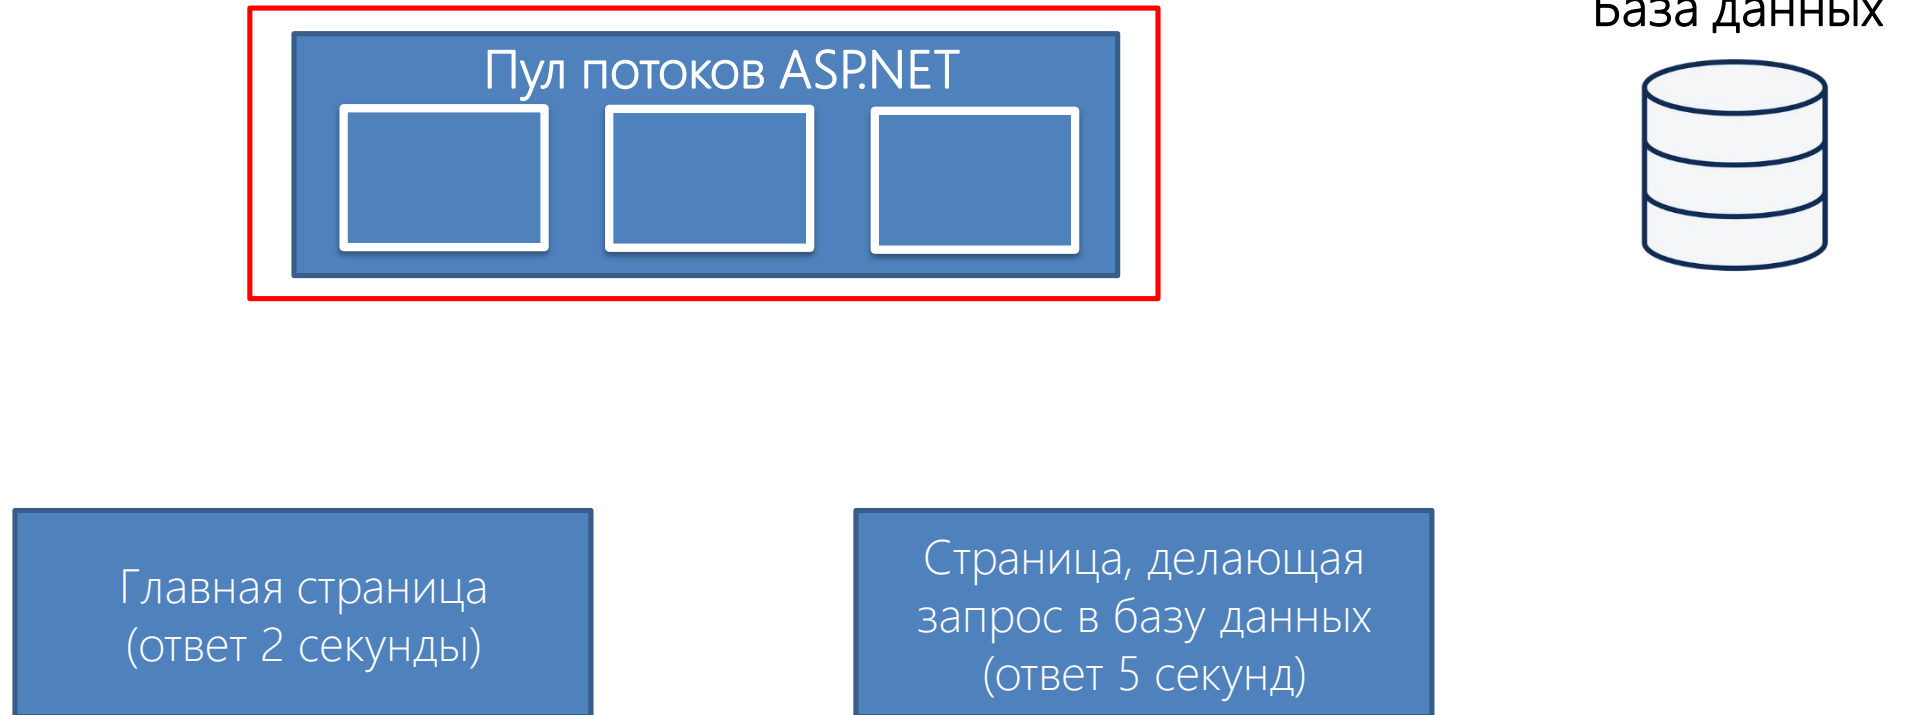 База данных
Пул потоков ASP.NET
Главная страница
(ответ 2 секунды)
Страница, делающая
запрос в базу данных
(ответ 5 секунд)